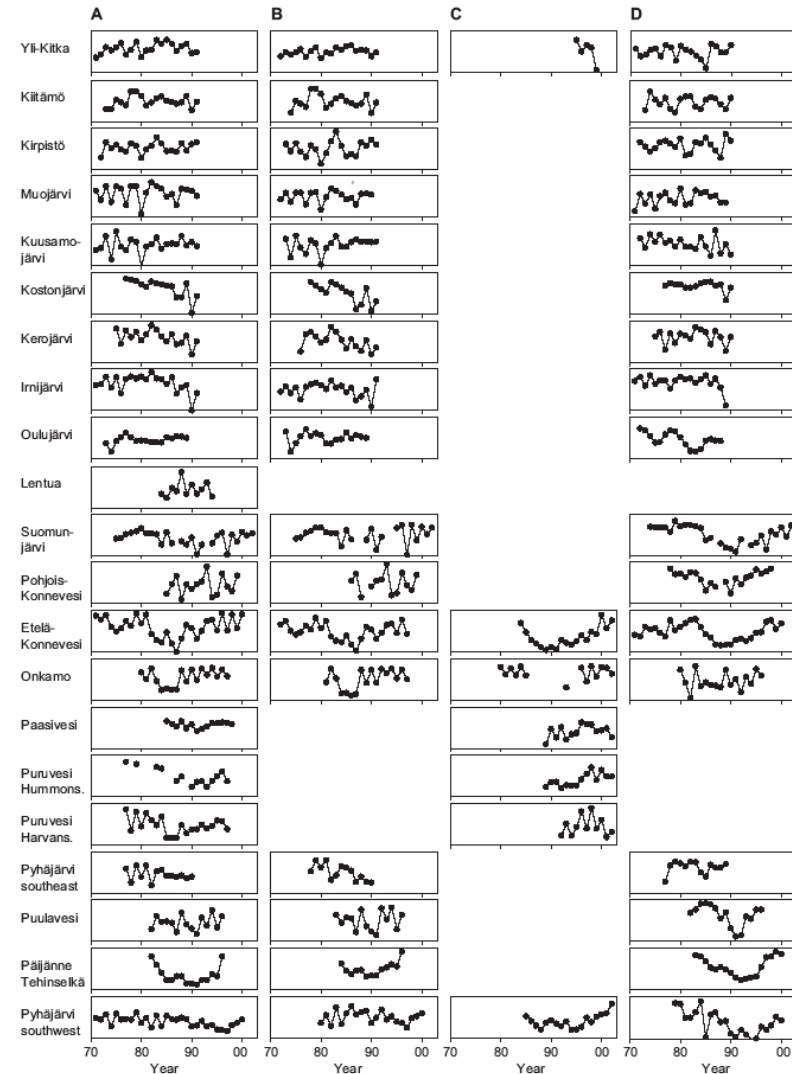 A B C D
Yli-Kitka
Kiitämö
Kirpistö
Muojärvi
Kuusamo-
järvi
Kostonjärvi
Kerojärvi
Irnijärvi
Oulujärvi
Lentua
Suomun-
järvi
Pohjois-
Konnevesi
Etelä-
Konnevesi
Onkamo
Paasivesi
Puruvesi
Hummons.
Puruvesi
Harvans.
Pyhäjärvi
southeast
Puulavesi
Päijänne
Tehinselkä
Pyhäjärvi
southwest
70 80 90 00 70 80 90 00 70 80 90 00 70 80 90 00
Year Year Year Year